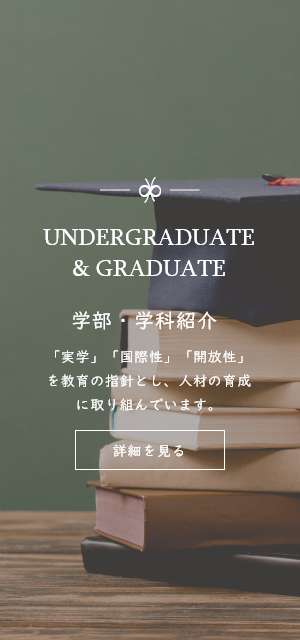 UNDERGRADUATE
& GRADUATE
学部・学科紹介
「実学」「国際性」「開放性」
を教育の指針とし、人材の育成
に取り組んでいます。
詳細を見る